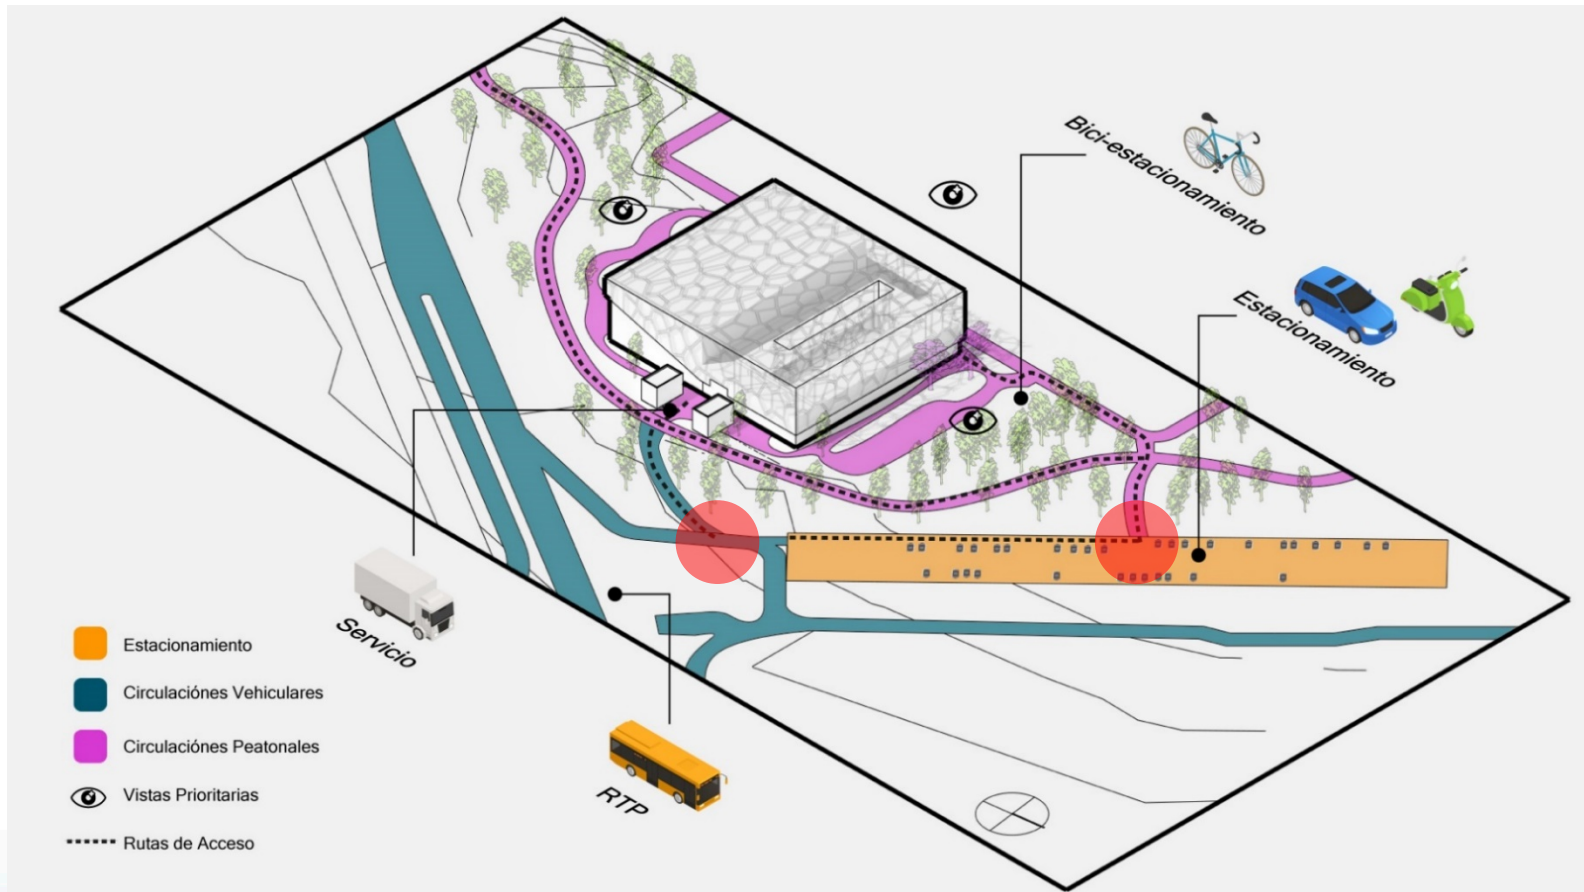 Bici-estacionamiento
Estacionamiento
Servicio
RTP
Estacionamiento
Circulaciónes Vehiculares
Circulaciónes Peatonales
Vistas Prioritarias
Rutas de Acceso